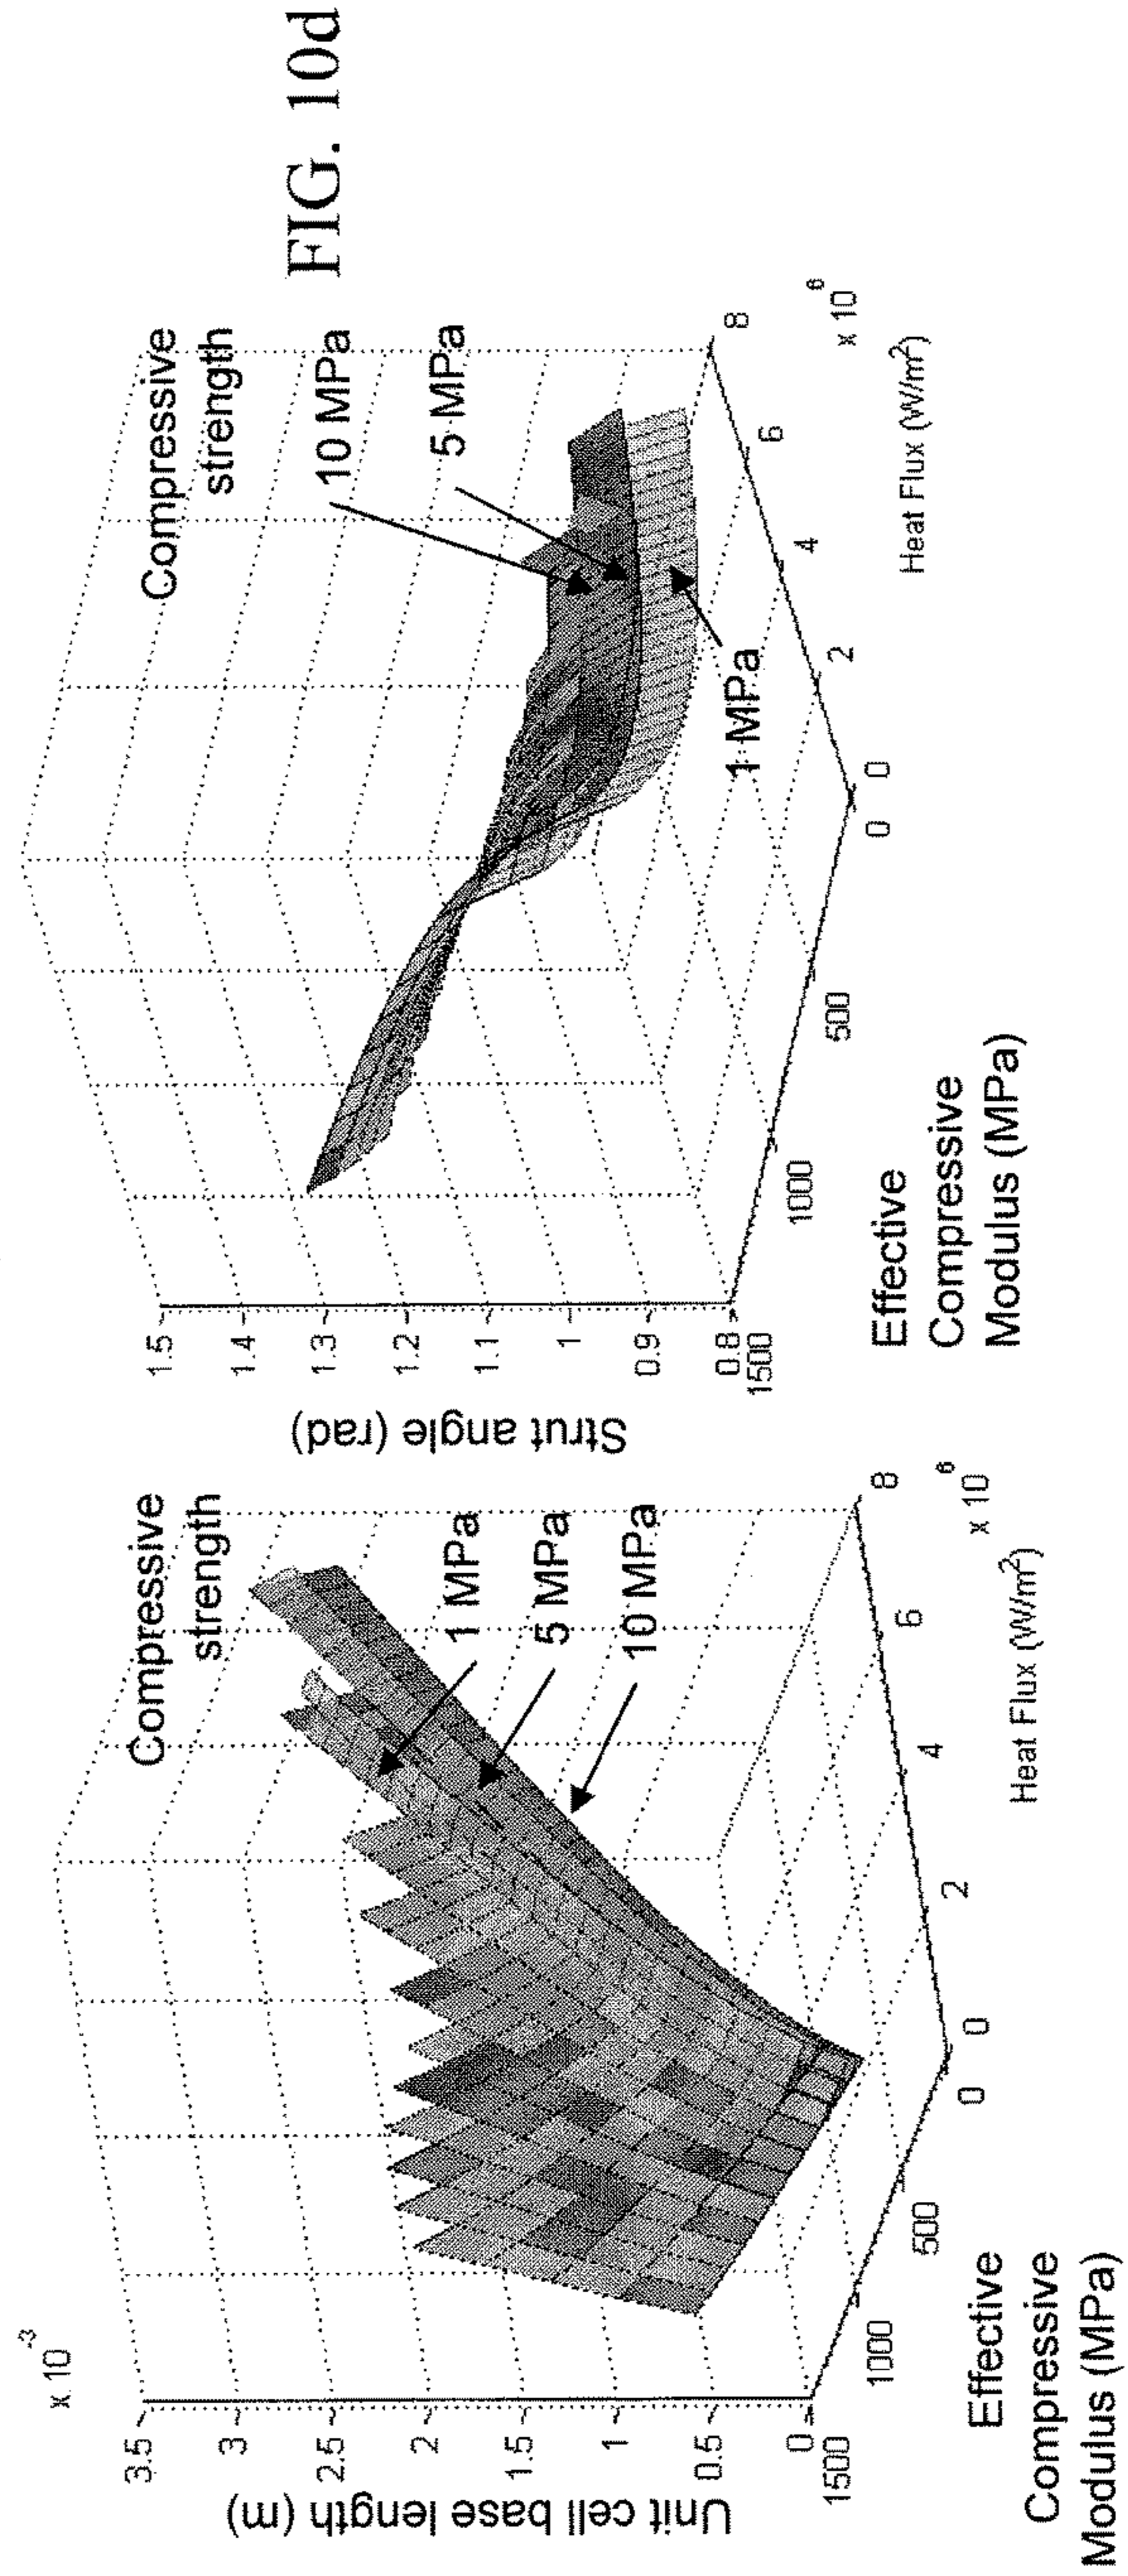 x 10
-3
3.5
3
2.5
2
1.5
1
0.5
0
1500
Unit cell base length (m)
1000
500
0
Effective
Compressive
Modulus (MPa)
0
2
4
6
8
x 10
6
Heat Flux (W/m²)
Compressive
strength
1 MPa
5 MPa
10 MPa
1.5
1.4
1.3
1.2
1.1
1
0.9
0.8
1500
Strut angle (rad)
1000
500
0
Effective
Compressive
Modulus (MPa)
0
2
4
6
8
x 10
6
Heat Flux (W/m²)
Compressive
strength
10 MPa
5 MPa
1 MPa
FIG. 10d